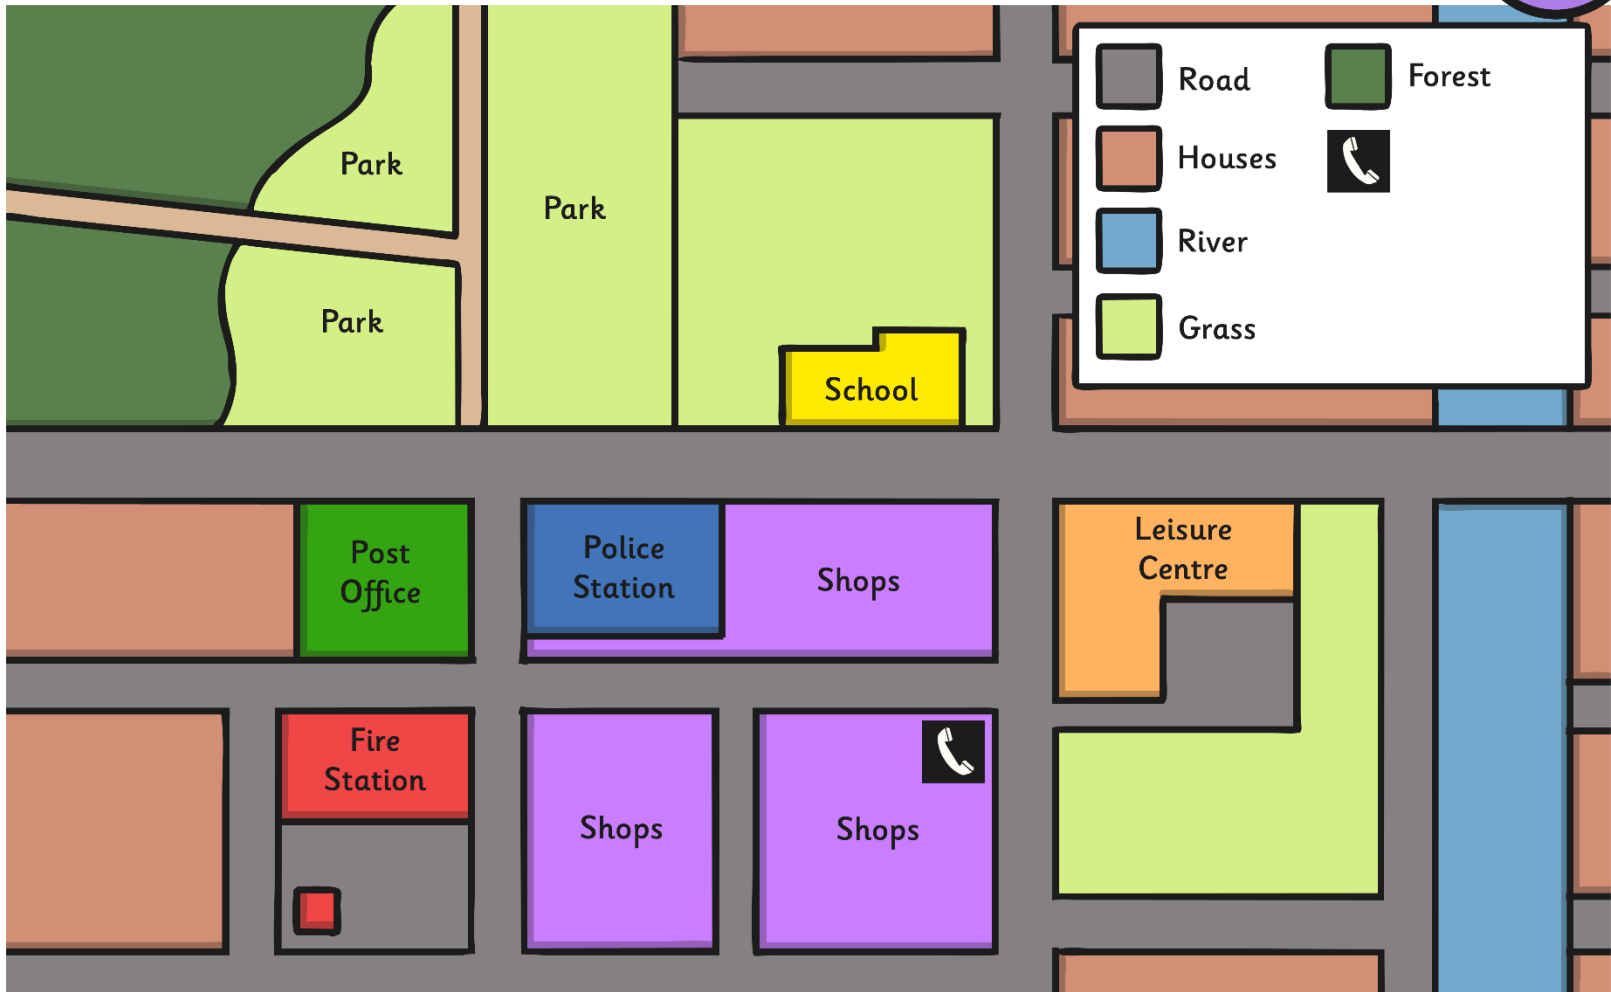 Park
Park
Park
School
Road
Houses
River
Grass
Forest
Post
Office
Police
Station
Shops
Leisure
Centre
Fire
Station
Shops
Shops